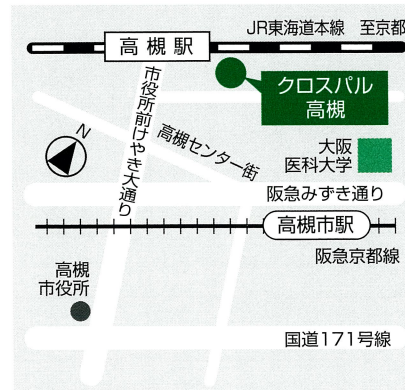 JR東海道本線 至京都
高槻駅
クロスパル
高槻
市役所前けやき大通り
高槻センター街
N
大阪
医科大学
阪急みずき通り
高槻市駅
阪急京都線
高槻
市役所
国道171号線